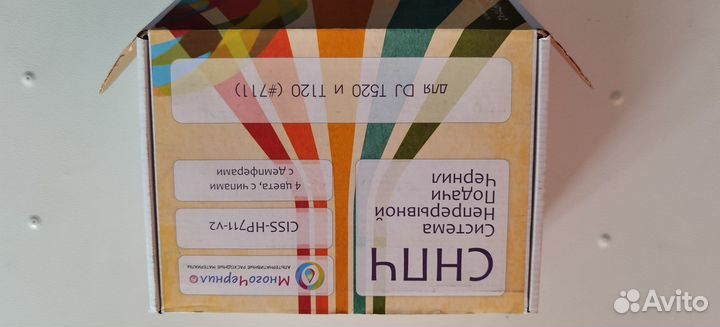 СНПЧ
Система
Непрерывной
Подачи
Чернил
МногоЧернил.ру
АЛЬТЕРНАТИВНЫЕ РАСХОДНЫЕ МАТЕРИАЛЫ
CISS-HP711-V2
4 цвета, с чипами
с демпферами
для DJ T520 и T120 (#711)
Avito